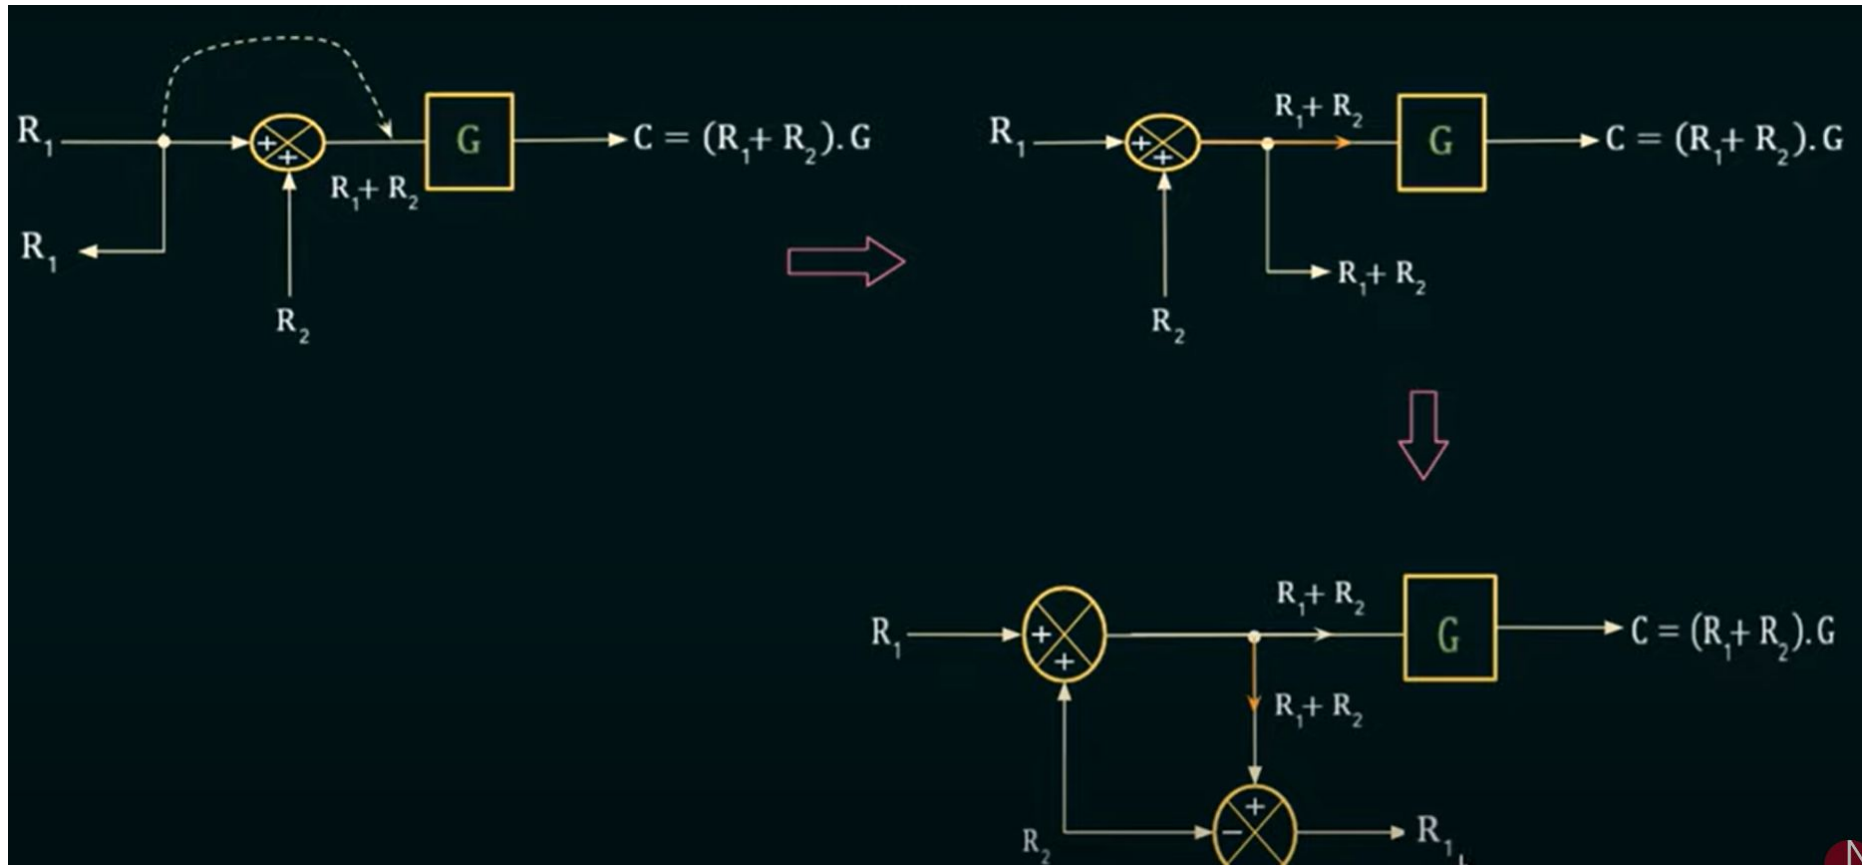 R₁
+
+
R₁+ R₂
G
C = (R₁+ R₂).G
R₁
R₂
R₁
+
+
R₁+ R₂
G
C = (R₁+ R₂).G
R₁+ R₂
R₂
R₁
+
+
R₁+ R₂
G
C = (R₁+ R₂).G
R₁+ R₂
+
−
R₂
R₁
N